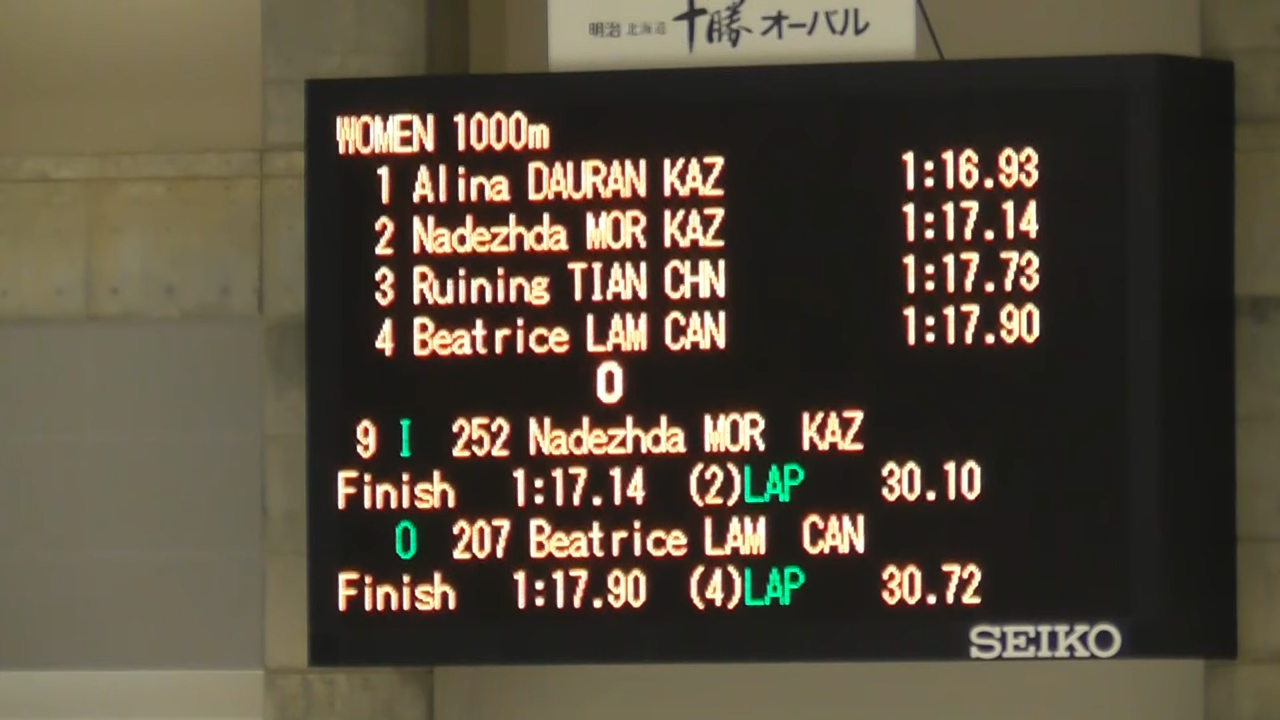 明治 北海道 十勝オーバル
WOMEN 1000m
1 Alina DAURAN KAZ 1:16.93
2 Nadezhda MOR KAZ 1:17.14
3 Ruining TIAN CHN 1:17.73
4 Beatrice LAM CAN 1:17.90
0
9 I 252 Nadezhda MOR KAZ
Finish 1:17.14 (2)LAP 30.10
O 207 Beatrice LAM CAN
Finish 1:17.90 (4)LAP 30.72
SEIKO